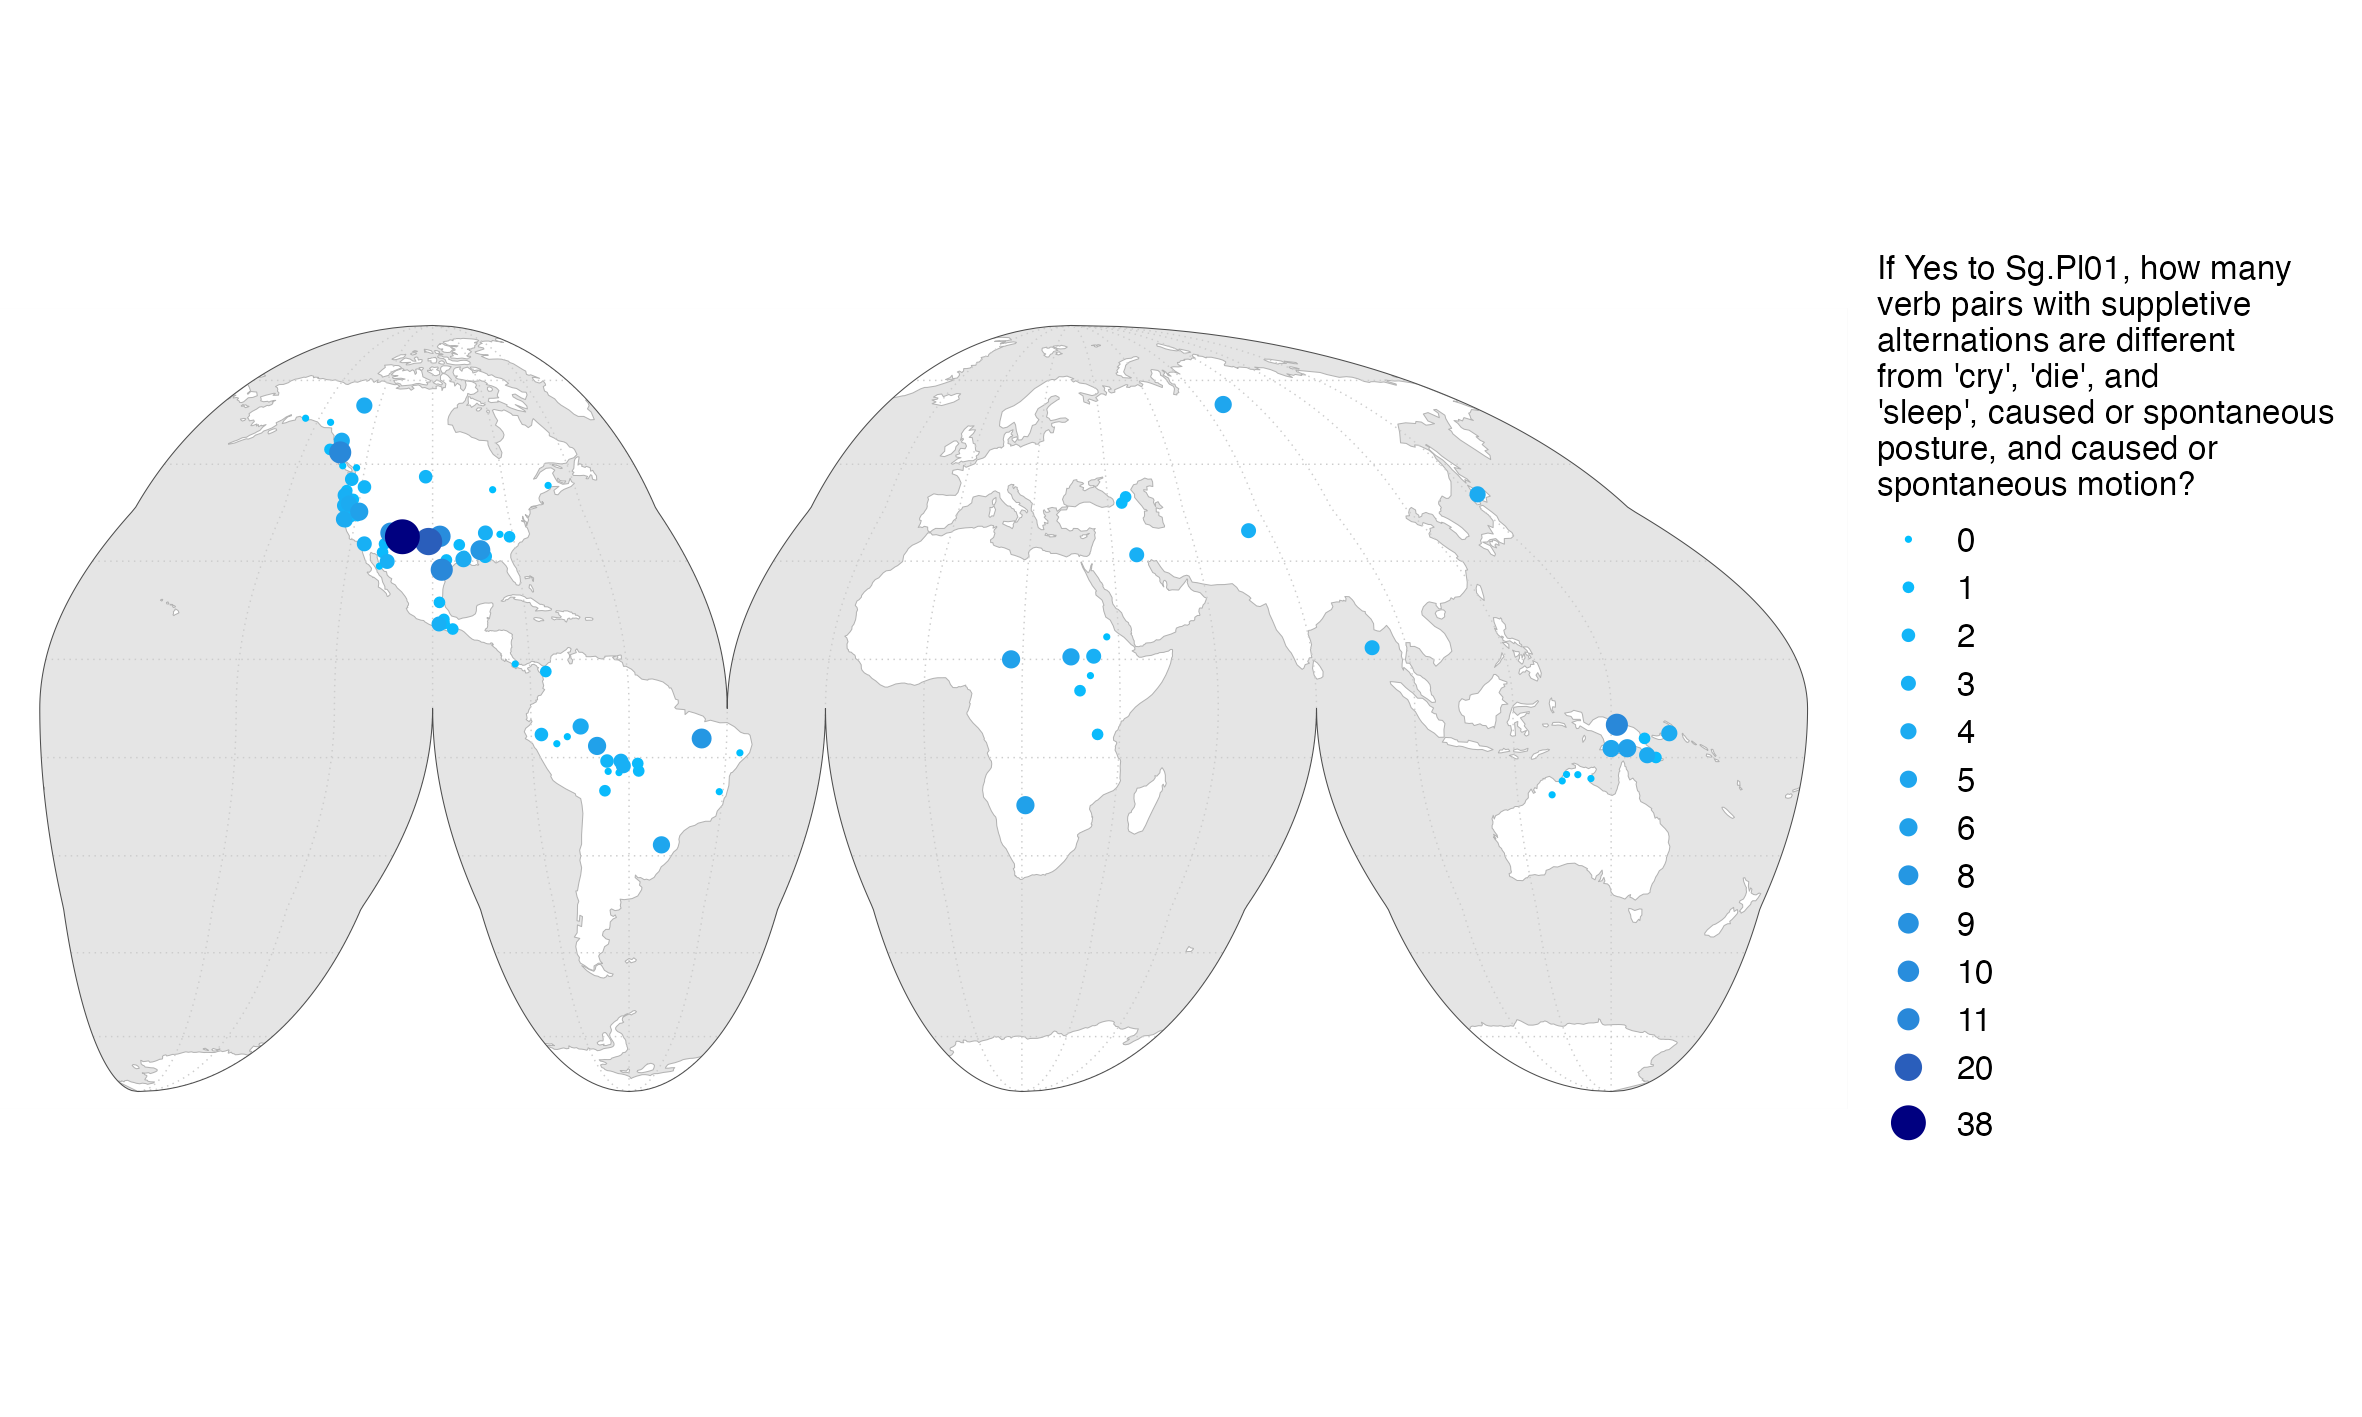 If Yes to Sg.Pl01, how many
verb pairs with suppletive
alternations are different
from 'cry', 'die', and
'sleep', caused or spontaneous
posture, and caused or
spontaneous motion?
0
1
2
3
4
5
6
8
9
10
11
20
38